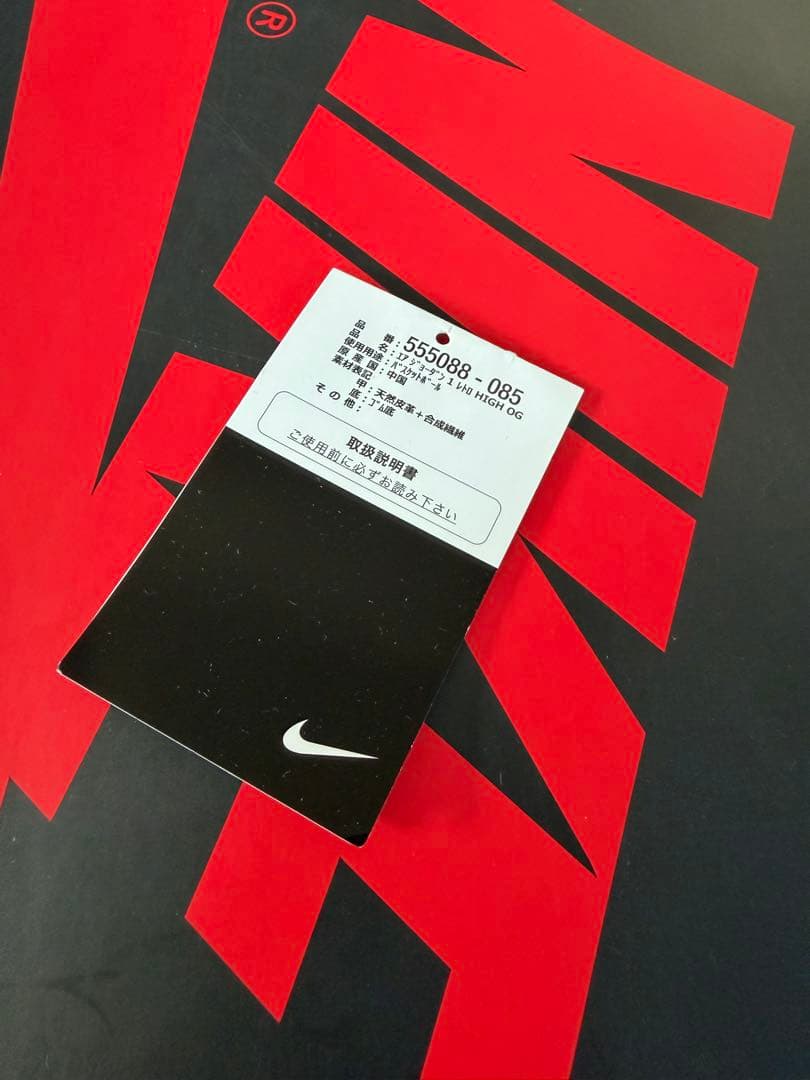 ®
品　　番：555088 - 085
品　　名：ｴｱ ｼﾞｮｰﾀﾞﾝ 1 ﾚﾄﾛ HIGH OG
使用用途：ﾊﾞｽｹｯﾄﾎﾞｰﾙ
原 産 国：中国
素材表記
甲：天然皮革＋合成繊維
底：ｺﾞﾑ底
そ の 他：
取扱説明書
ご使用前に必ずお読み下さい